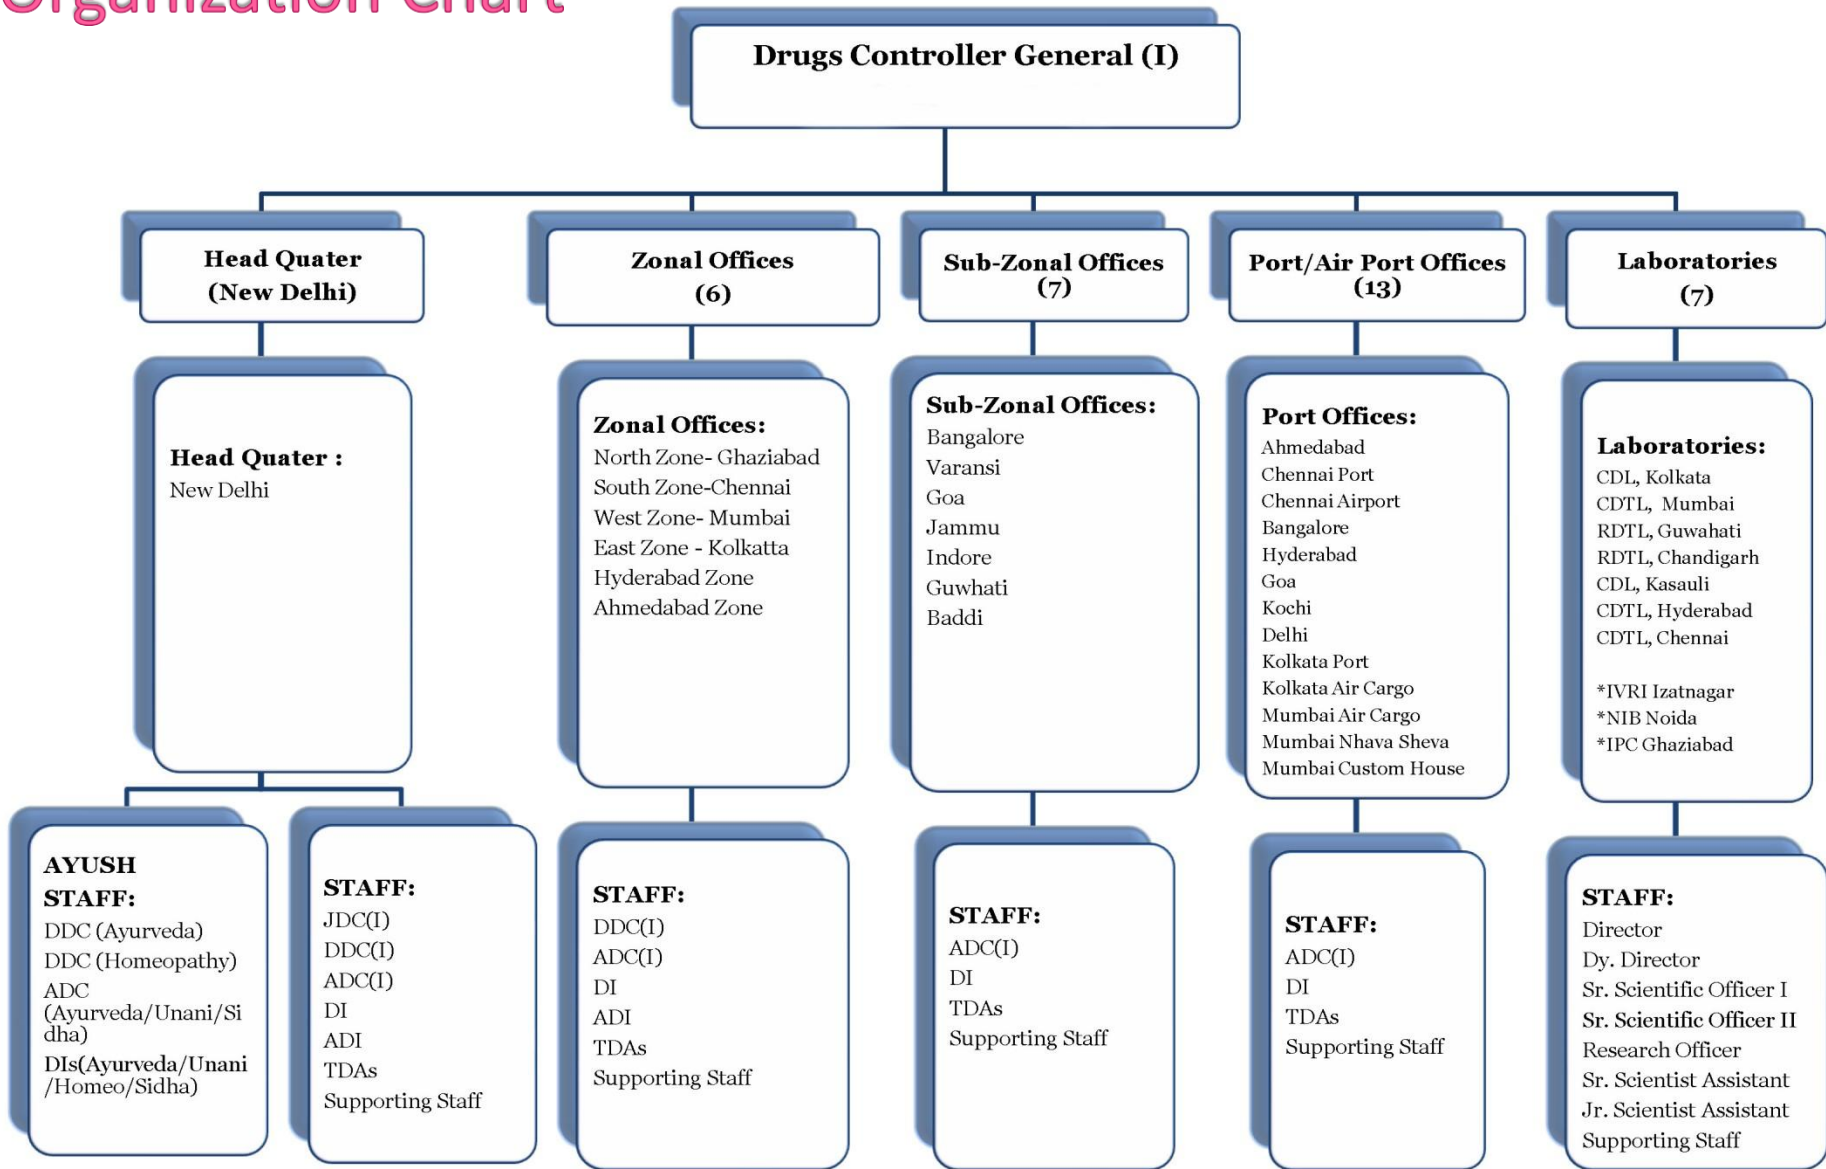 Organization Chart
Drugs Controller General (I)
Head Quater
(New Delhi)
Zonal Offices
(6)
Sub-Zonal Offices
(7)
Port/Air Port Offices
(13)
Laboratories
(7)
Head Quater :
New Delhi
Zonal Offices:
North Zone- Ghaziabad
South Zone-Chennai
West Zone- Mumbai
East Zone - Kolkatta
Hyderabad Zone
Ahmedabad Zone
Sub-Zonal Offices:
Bangalore
Varansi
Goa
Jammu
Indore
Guwhati
Baddi
Port Offices:
Ahmedabad
Chennai Port
Chennai Airport
Bangalore
Hyderabad
Goa
Kochi
Delhi
Kolkata Port
Kolkata Air Cargo
Mumbai Air Cargo
Mumbai Nhava Sheva
Mumbai Custom House
Laboratories:
CDL, Kolkata
CDTL, Mumbai
RDTL, Guwahati
RDTL, Chandigarh
CDL, Kasauli
CDTL, Hyderabad
CDTL, Chennai
*IVRI Izatnagar
*NIB Noida
*IPC Ghaziabad
AYUSH
STAFF:
DDC (Ayurveda)
DDC (Homeopathy)
ADC
(Ayurveda/Unani/Si
dha)
DIs(Ayurveda/Unani
/Homeo/Sidha)
STAFF:
JDC(I)
DDC(I)
ADC(I)
DI
ADI
TDAs
Supporting Staff
STAFF:
DDC(I)
ADC(I)
DI
ADI
TDAs
Supporting Staff
STAFF:
ADC(I)
DI
TDAs
Supporting Staff
STAFF:
ADC(I)
DI
TDAs
Supporting Staff
STAFF:
Director
Dy. Director
Sr. Scientific Officer I
Sr. Scientific Officer II
Research Officer
Sr. Scientist Assistant
Jr. Scientist Assistant
Supporting Staff